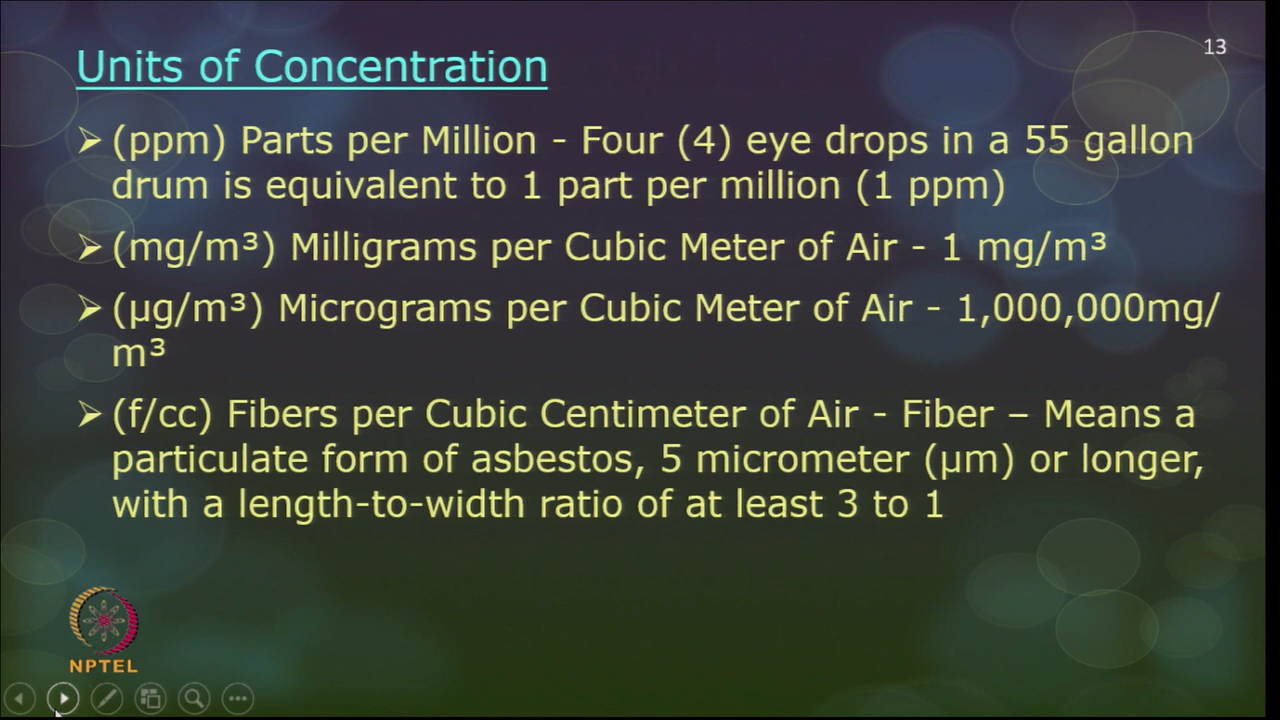 13
Units of Concentration
➢ (ppm) Parts per Million - Four (4) eye drops in a 55 gallon
drum is equivalent to 1 part per million (1 ppm)
➢ (mg/m³) Milligrams per Cubic Meter of Air - 1 mg/m³
➢ (µg/m³) Micrograms per Cubic Meter of Air - 1,000,000mg/
m³
➢ (f/cc) Fibers per Cubic Centimeter of Air - Fiber – Means a
particulate form of asbestos, 5 micrometer (µm) or longer,
with a length-to-width ratio of at least 3 to 1
NPTEL